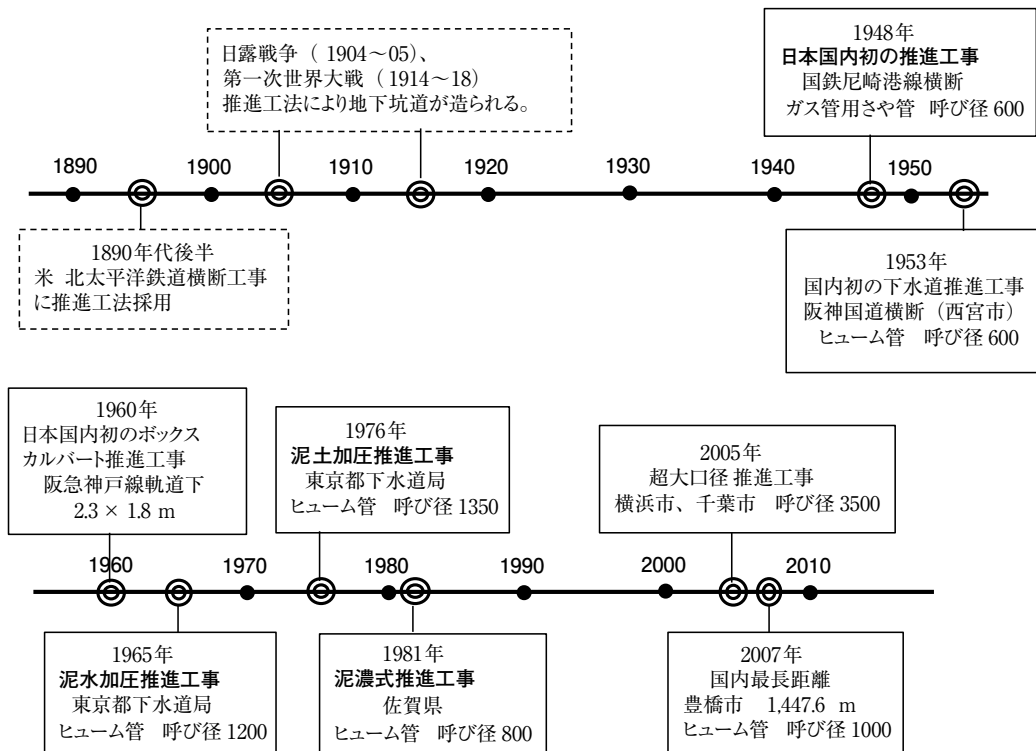 日露戦争（1904～05）、
第一次世界大戦（1914～18）
推進工法により地下坑道が造られる。
1948年
日本国内初の推進工事
国鉄尼崎港線横断
ガス管用さや管　呼び径 600
1890
1900
1910
1920
1930
1940
1950
1890年代後半
米 北太平洋鉄道横断工事
に推進工法採用
1953年
国内初の下水道推進工事
阪神国道横断（西宮市）
ヒューム管　呼び径 600
1960年
日本国内初のボックス
カルバート推進工事
阪急神戸線軌道下
2.3 × 1.8 m
1976年
泥土加圧推進工事
東京都下水道局
ヒューム管　呼び径 1350
2005年
超大口径 推進工事
横浜市、千葉市　呼び径 3500
1960
1970
1980
1990
2000
2010
1965年
泥水加圧推進工事
東京都下水道局
ヒューム管　呼び径 1200
1981年
泥濃式推進工事
佐賀県
ヒューム管　呼び径 800
2007年
国内最長距離
豊橋市　1,447.6 m
ヒューム管　呼び径 1000